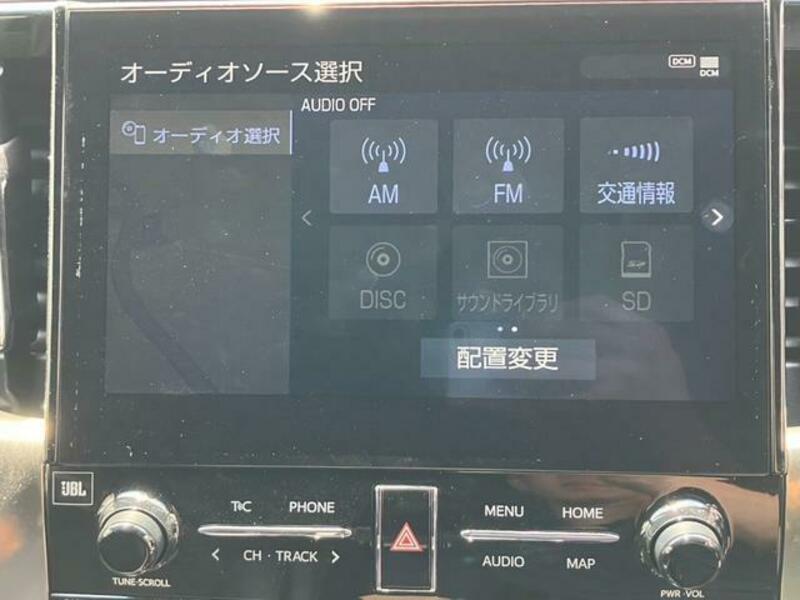 オーディオソース選択
DCM
DCM
AUDIO OFF
オーディオ選択
AM
FM
交通情報
DISC
サウンドライブラリ
SD
配置変更
JBL
T&C
PHONE
MENU
HOME
CH · TRACK
AUDIO
MAP
TUNE·SCROLL
PWR·VOL